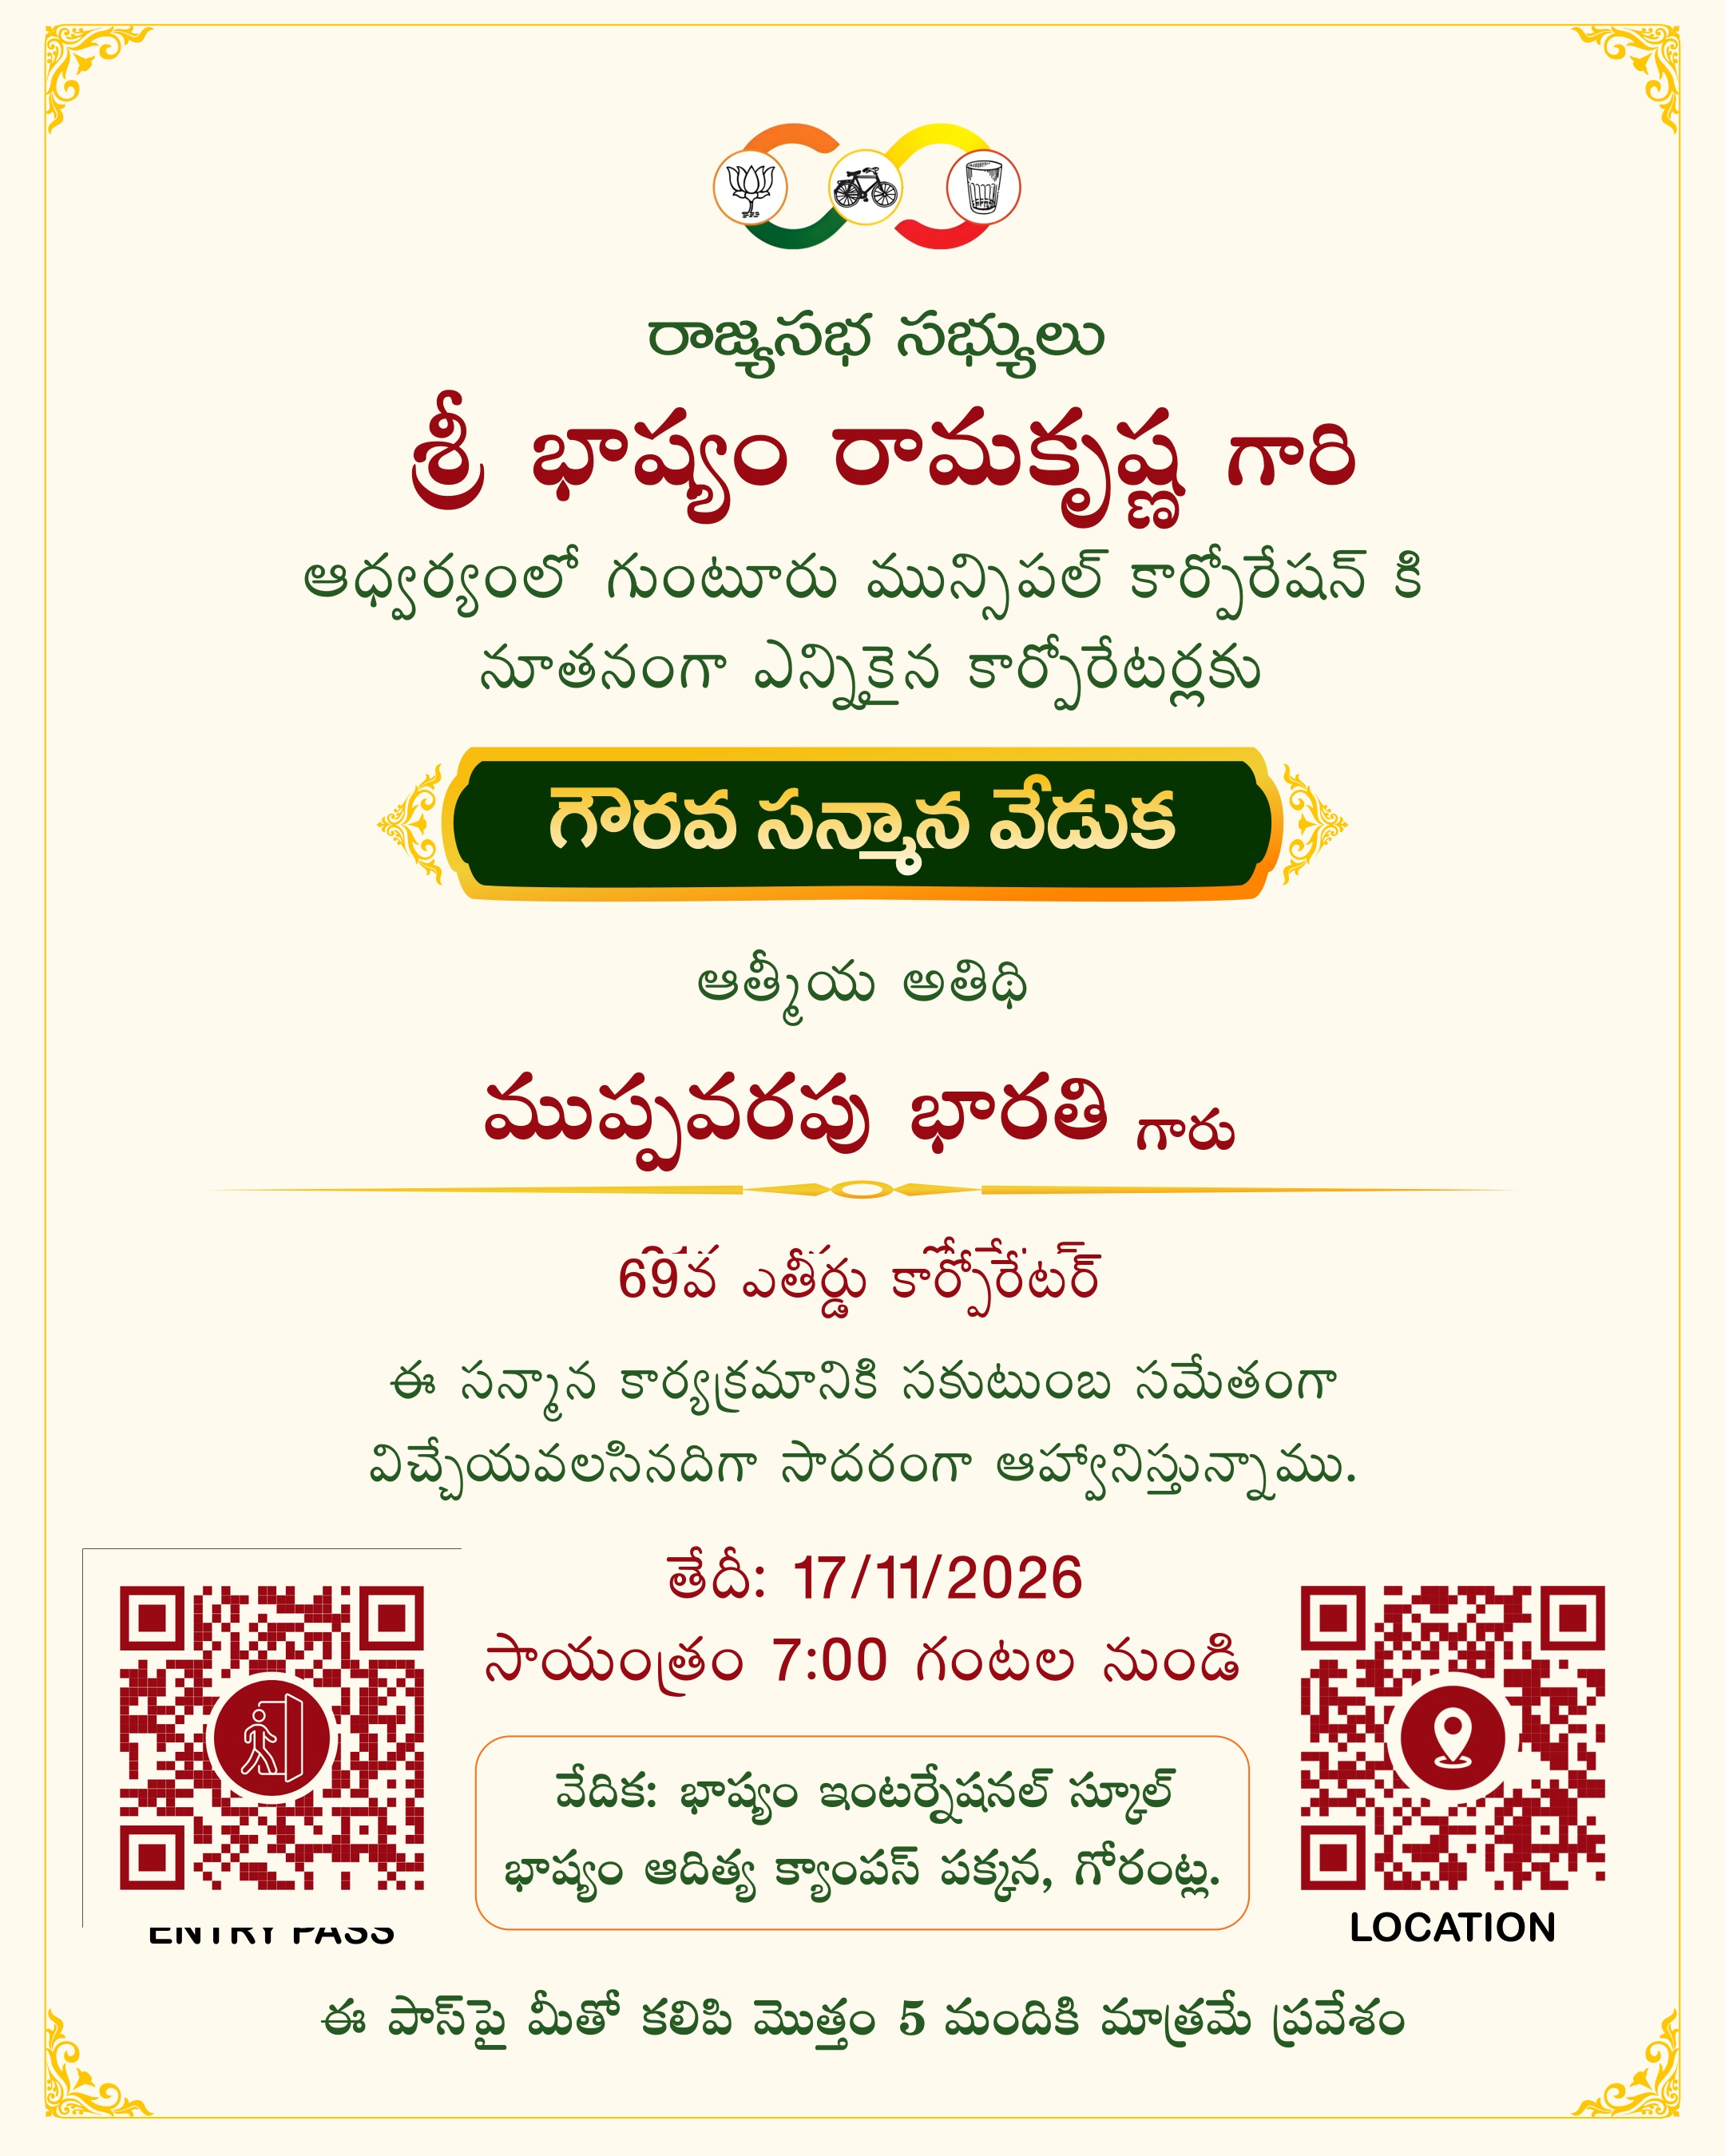 రాజ్యసభ సభ్యులు
శ్రీ భాష్యం రామకృష్ణ గారి
ఆధ్వర్యంలో గుంటూరు మున్సిపల్ కార్పోరేషన్ కి
నూతనంగా ఎన్నికైన కార్పోరేటర్లకు
గౌరవ సన్మాన వేడుక
ఆత్మీయ అతిథి
ముప్పవరపు భారతి గారు
కార్పోరేటర్
ఈ సన్మాన కార్యక్రమానికి సకుటుంబ సమేతంగా
విచ్చేయవలసినదిగా సాదరంగా ఆహ్వానిస్తున్నాము.
తేదీ: 17/11/2026
సాయంత్రం 7:00 గంటల నుండి
వేదిక: భాష్యం ఇంటర్నేషనల్ స్కూల్
భాష్యం ఆదిత్య క్యాంపస్ పక్కన, గోరంట్ల.
ENTRY PASS
LOCATION
ఈ పాస్‌పై మీతో కలిపి మొత్తం 5 మందికి మాత్రమే ప్రవేశం